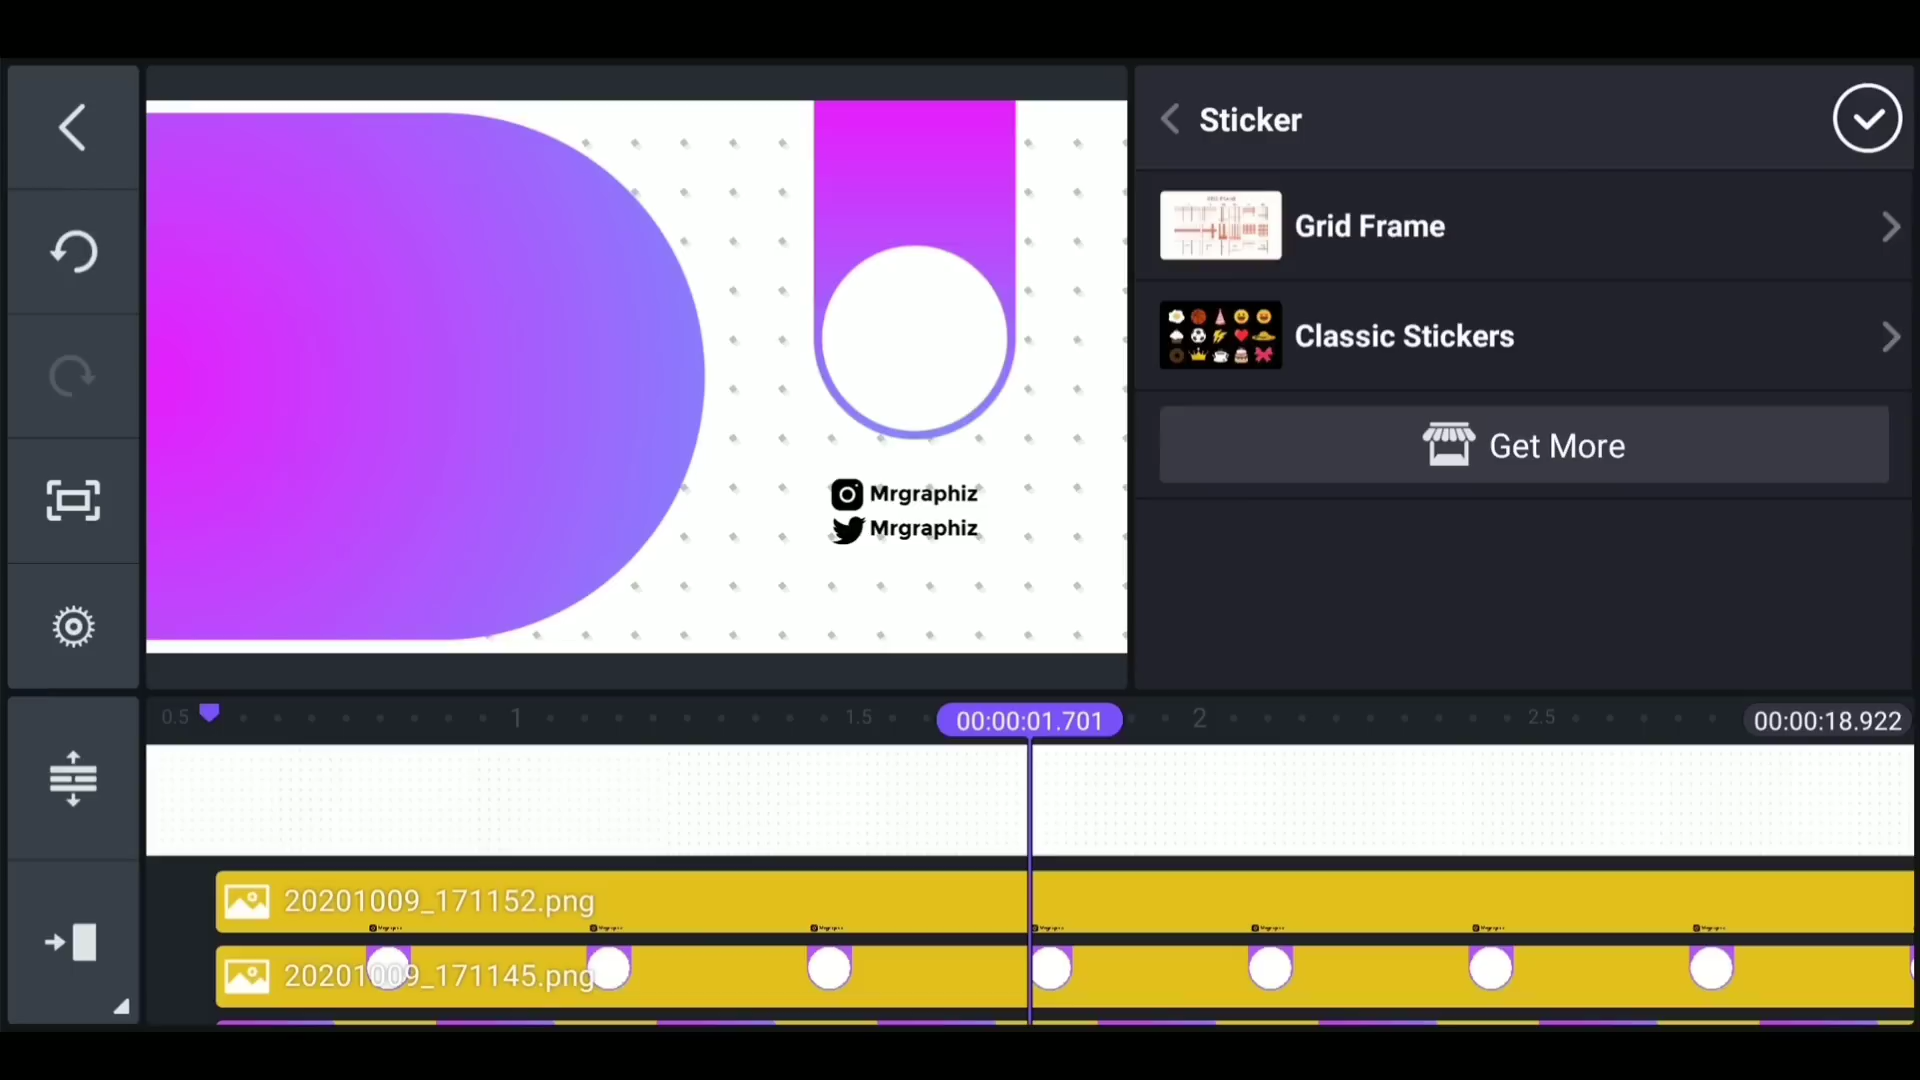 Sticker
Grid Frame
Classic Stickers
Get More
Mrgraphiz
Mrgraphiz
0.5
1
1.5
00:00:01.701
2
2.5
00:00:18.922
20201009_171152.png
20201009_171145.png